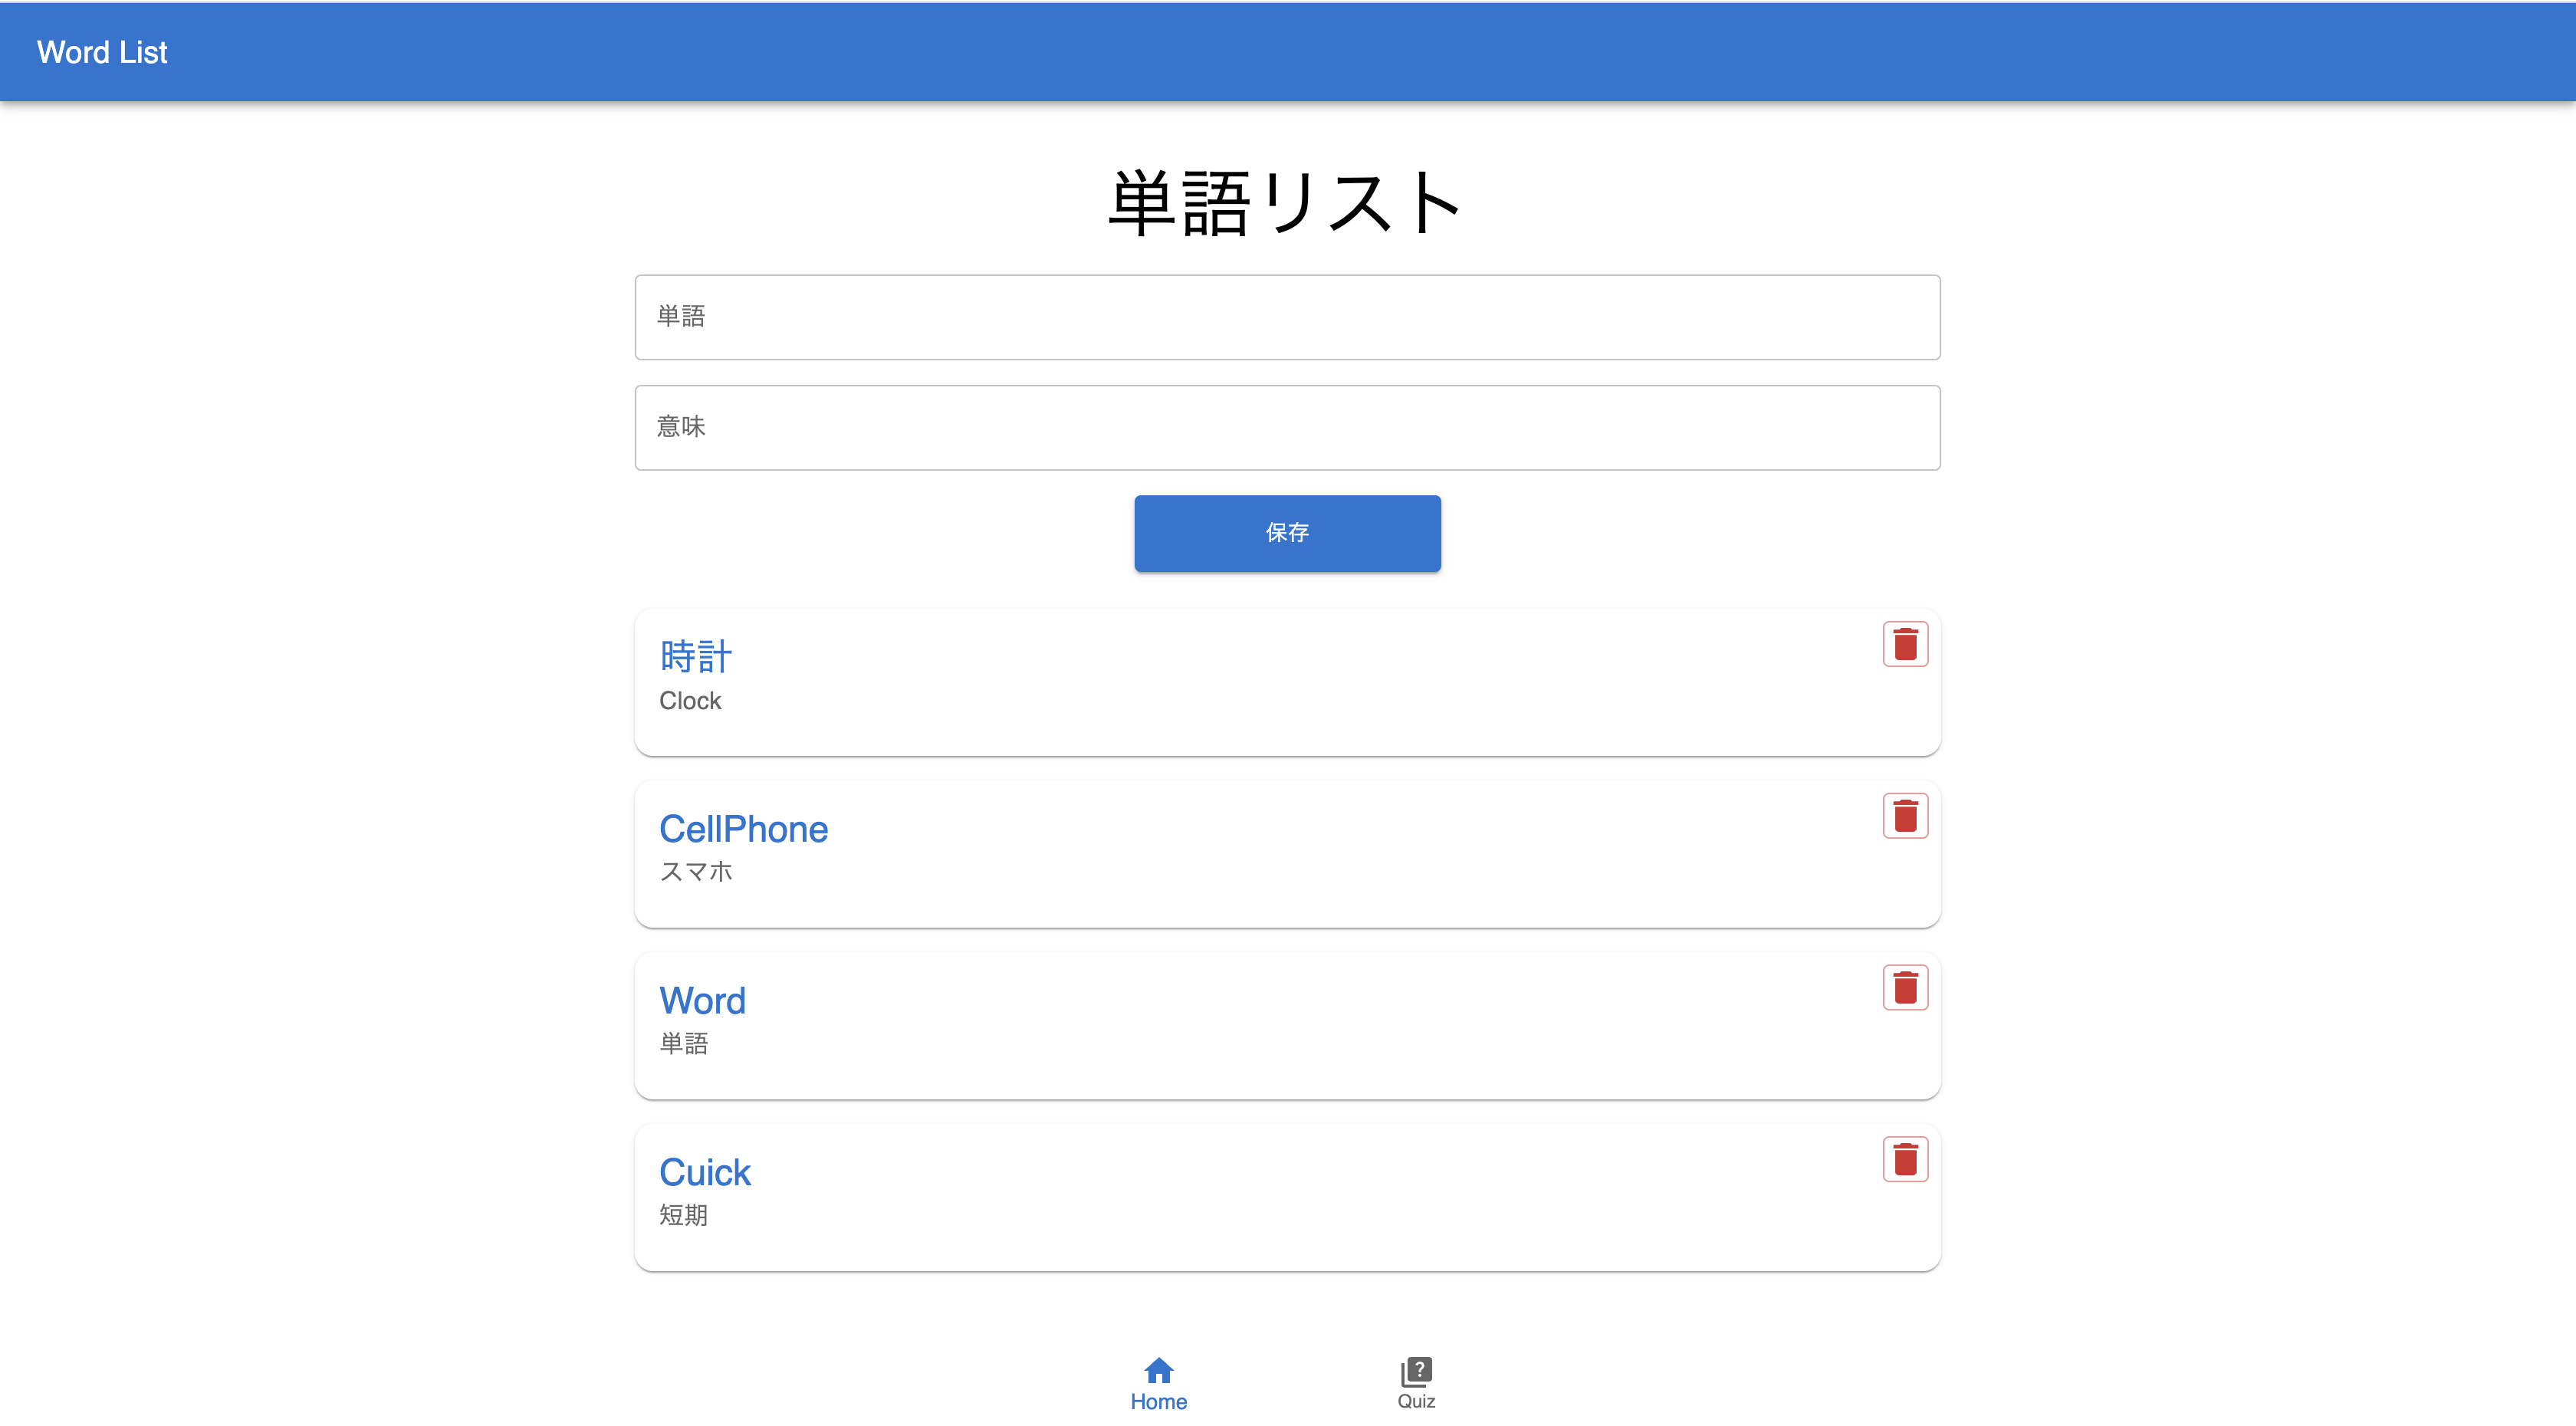 Word List
単語リスト
単語
意味
保存
時計
Clock
CellPhone
スマホ
Word
単語
Cuick
短期
?
Home
Quiz